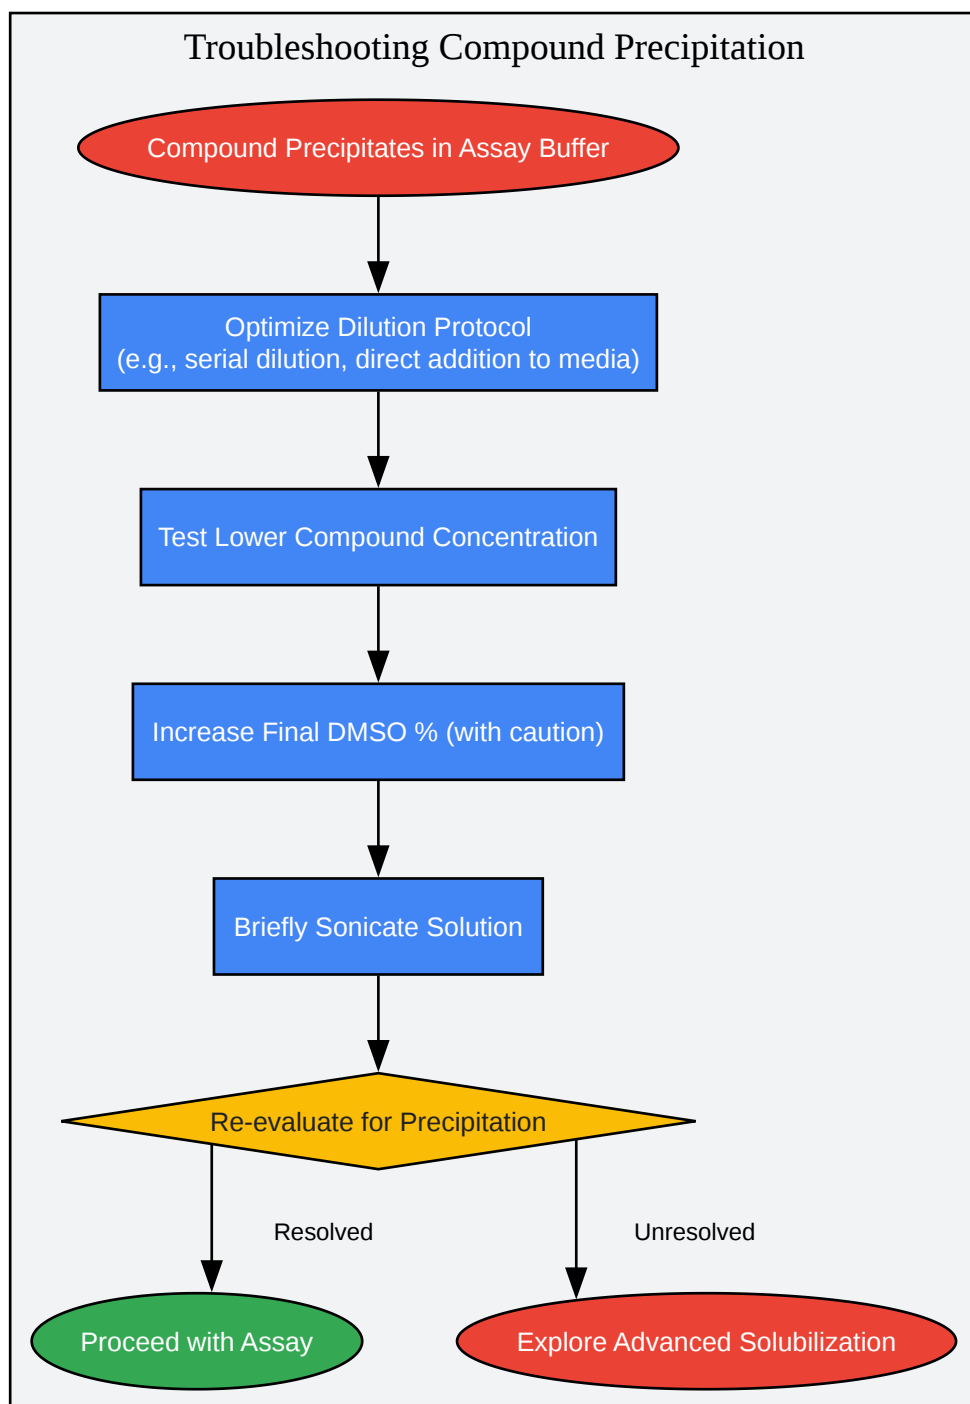 Troubleshooting Compound Precipitation
Compound Precipitates in Assay Buffer
Optimize Dilution Protocol
(e.g., serial dilution, direct addition to media)
Test Lower Compound Concentration
Increase Final DMSO % (with caution)
Briefly Sonicate Solution
Re-evaluate for Precipitation
Resolved
Unresolved
Proceed with Assay
Explore Advanced Solubilization